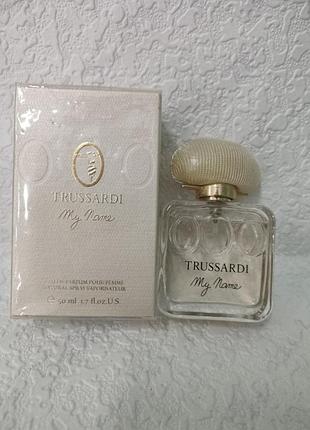 TRUSSARDI
My Name
EAU DE PARFUM POUR FEMME
NATURAL SPRAY VAPORISATEUR
e 50 ml 1.7 fl.oz.U.S.
TRUSSARDI
My Name